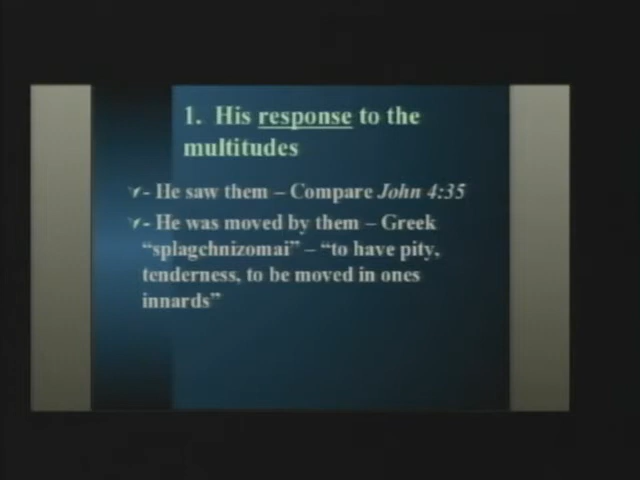 1. His response to the
multitudes
- He saw them – Compare John 4:35
- He was moved by them – Greek
“splagchnizomai” – “to have pity,
tenderness, to be moved in ones
innards”